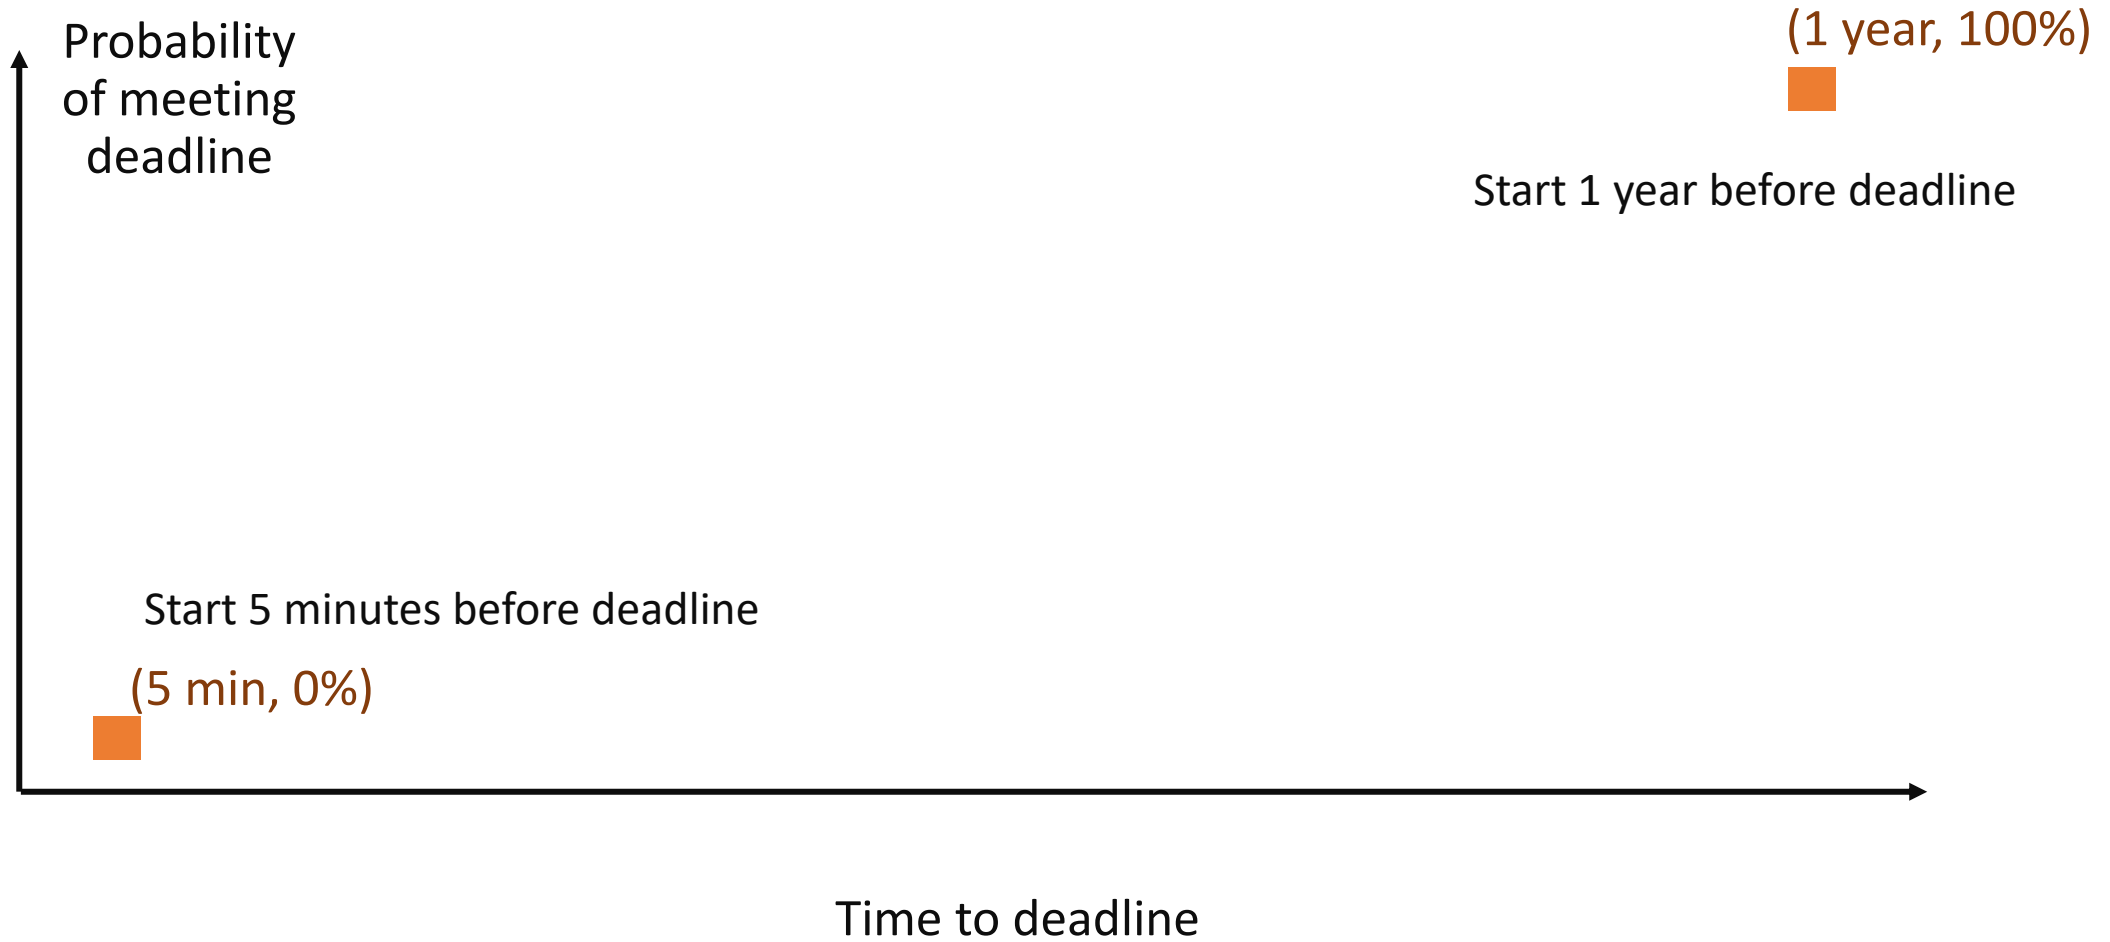 Probability
of meeting
deadline
(1 year, 100%)
Start 1 year before deadline
Start 5 minutes before deadline
(5 min, 0%)
Time to deadline